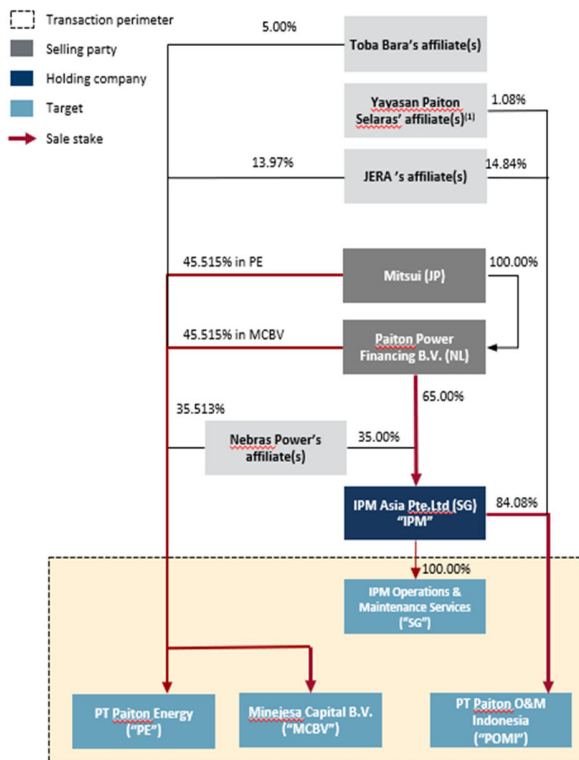 Transaction perimeter
Selling party
Holding company
Target
Sale stake
5.00%
Toba Bara's affiliate(s)
Yayasan Paiton
Selaras' affiliate(s)(1)
1.08%
13.97%
JERA 's affiliate(s)
14.84%
45.515% in PE
Mitsui (JP)
100.00%
45.515% in MCBV
Paiton Power
Financing B.V. (NL)
65.00%
35.513%
Nebras Power's
affiliate(s)
35.00%
IPM Asia Pte.Ltd (SG)
"IPM"
84.08%
100.00%
IPM Operations &
Maintenance Services
("SG")
PT Paiton Energy
("PE")
Minejesa Capital B.V.
("MCBV")
PT Paiton O&M
Indonesia
("POMI")